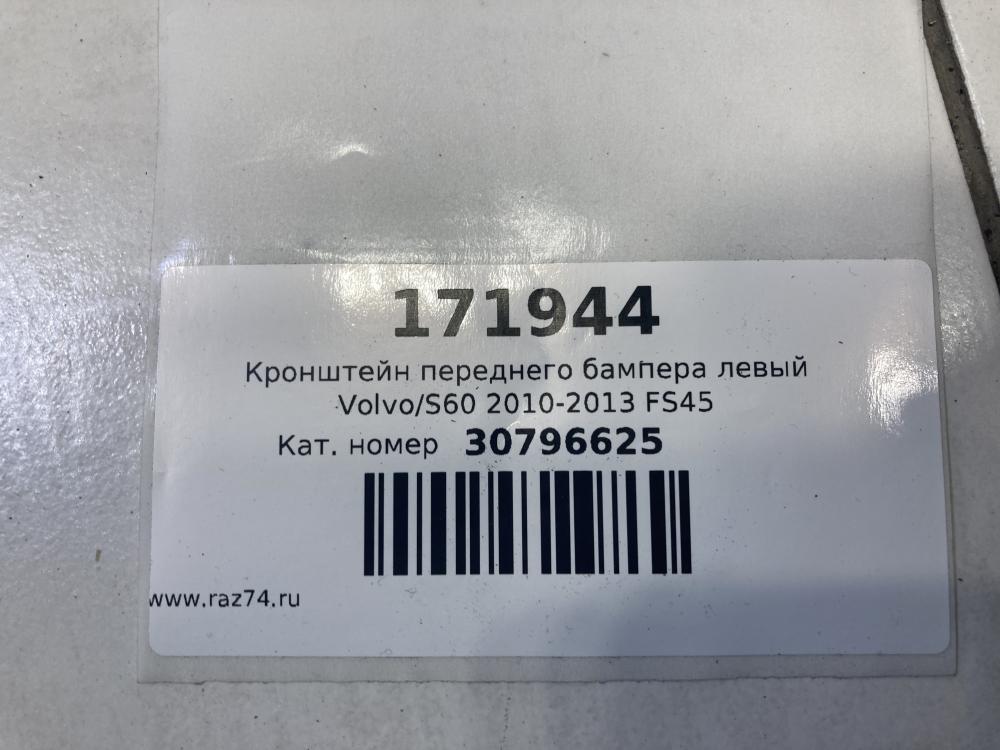 171944
Кронштейн переднего бампера левый
Volvo/S60 2010-2013 FS45
Кат. номер 30796625
www.raz74.ru